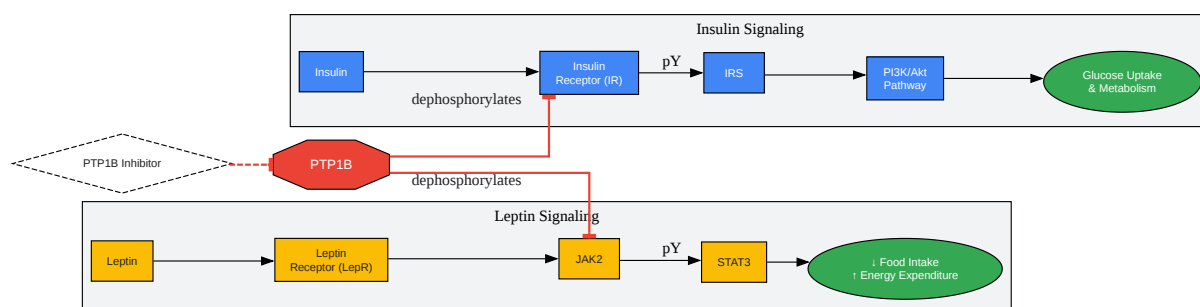 Insulin Signaling
Insulin
Insulin
Receptor (IR)
pY
IRS
PI3K/Akt
Pathway
Glucose Uptake
& Metabolism
dephosphorylates
PTP1B Inhibitor
PTP1B
dephosphorylates
Leptin Signaling
Leptin
Leptin
Receptor (LepR)
JAK2
pY
STAT3
↓ Food Intake
↑ Energy Expenditure